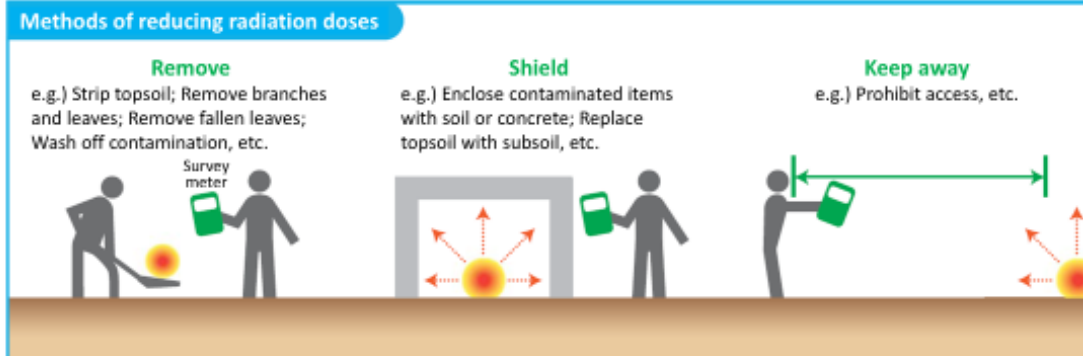 Methods of reducing radiation doses
Remove
e.g.) Strip topsoil; Remove branches
and leaves; Remove fallen leaves;
Wash off contamination, etc.
Survey
meter
Shield
e.g.) Enclose contaminated items
with soil or concrete; Replace
topsoil with subsoil, etc.
Keep away
e.g.) Prohibit access, etc.